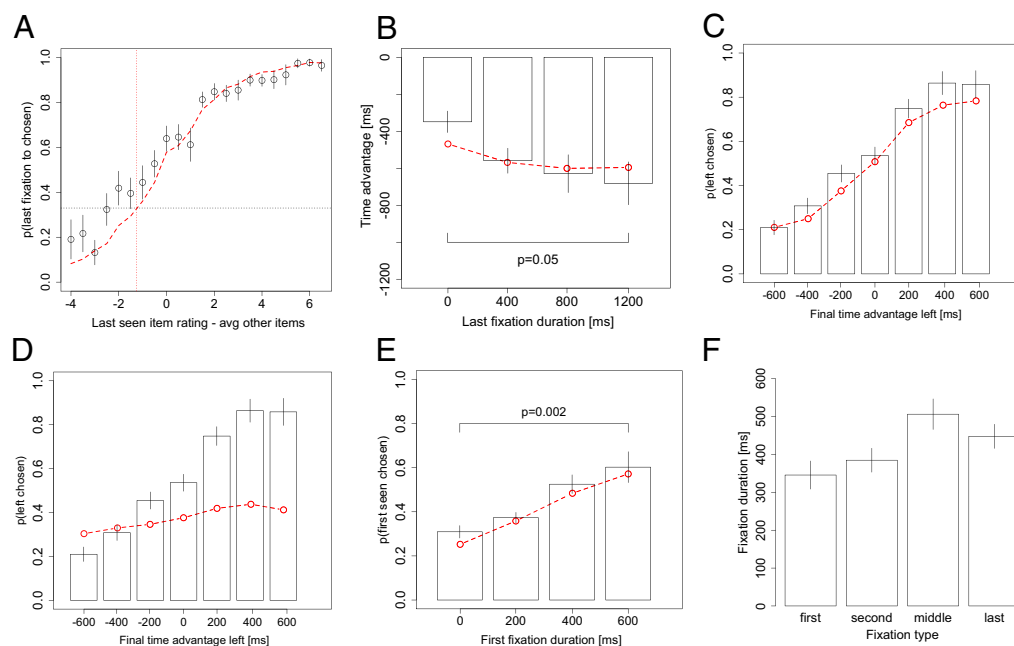 A
p(last fixation to chosen)
0.0 0.2 0.4 0.6 0.8 1.0
-4 -2 0 2 4 6
Last seen item rating - avg other items
B
Time advantage [ms]
0 -400 -800 -1200
p=0.05
0 400 800 1200
Last fixation duration [ms]
C
p(left chosen)
0.0 0.2 0.4 0.6 0.8 1.0
-600 -400 -200 0 200 400 600
Final time advantage left [ms]
D
p(left chosen)
0.0 0.2 0.4 0.6 0.8 1.0
-600 -400 -200 0 200 400 600
Final time advantage left [ms]
E
p(first seen chosen)
0.0 0.2 0.4 0.6 0.8 1.0
p=0.002
0 200 400 600
First fixation duration [ms]
F
Fixation duration [ms]
0 100 200 300 400 500 600
first second middle last
Fixation type